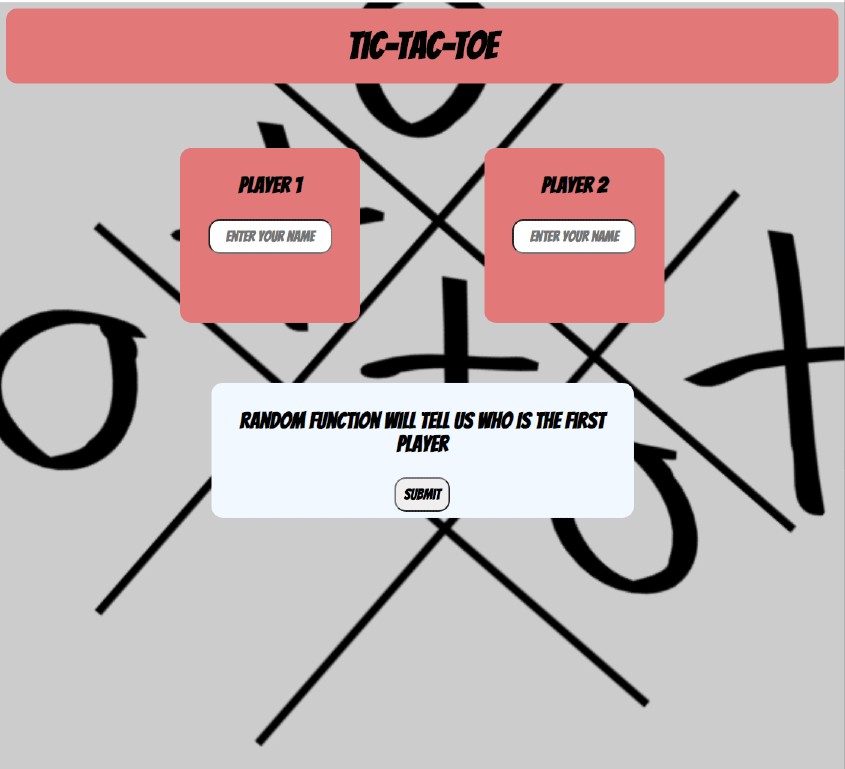 TIC-TAC-TOE
PLAYER 1
PLAYER 2
ENTER YOUR NAME
ENTER YOUR NAME
RANDOM FUNCTION WILL TELL US WHO IS THE FIRST
PLAYER
SUBMIT